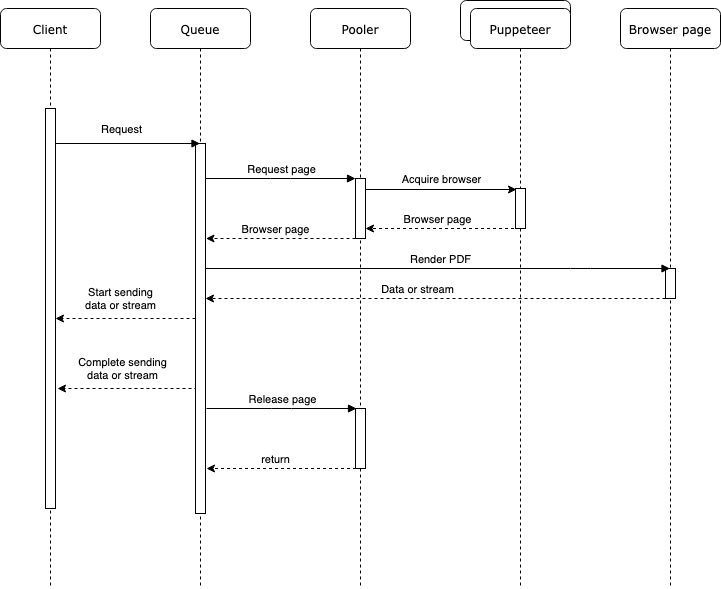 Client
Queue
Pooler
Puppeteer
Browser page
Request
Request page
Acquire browser
Browser page
Browser page
Render PDF
Data or stream
Start sending
data or stream
Complete sending
data or stream
Release page
return